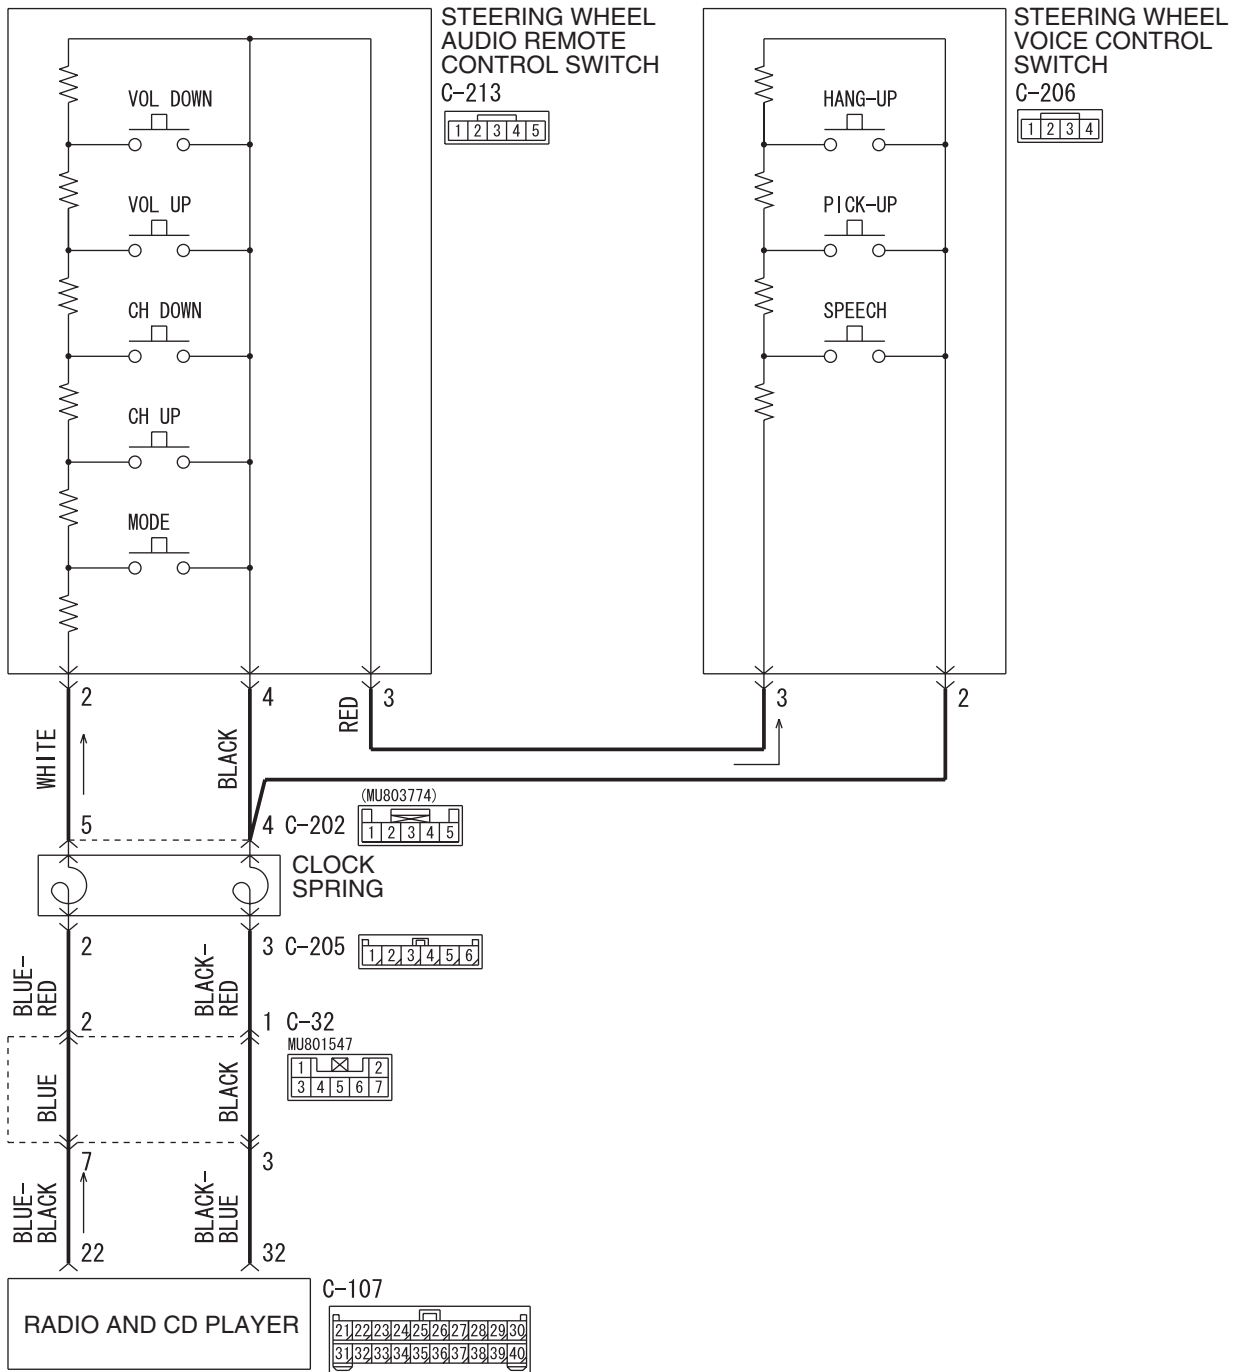 STEERING WHEEL
AUDIO REMOTE
CONTROL SWITCH
C-213
1 2 3 4 5
VOL DOWN
VOL UP
CH DOWN
CH UP
MODE
STEERING WHEEL
VOICE CONTROL
SWITCH
C-206
1 2 3 4
HANG-UP
PICK-UP
SPEECH
2 4 3 3 2
WHITE
BLACK
RED
(MU803774)
5 4 C-202
1 2 3 4 5
CLOCK
SPRING
2 3 C-205
1 2 3 4 5 6
BLUE-
RED
BLACK-
RED
2 1 C-32
MU801547
1 2
3 4 5 6 7
BLUE
BLACK
7 3
BLUE-
BLACK
BLACK-
BLUE
22 32
C-107
RADIO AND CD PLAYER
21 22 23 24 25 26 27 28 29 30
31 32 33 34 35 36 37 38 39 40